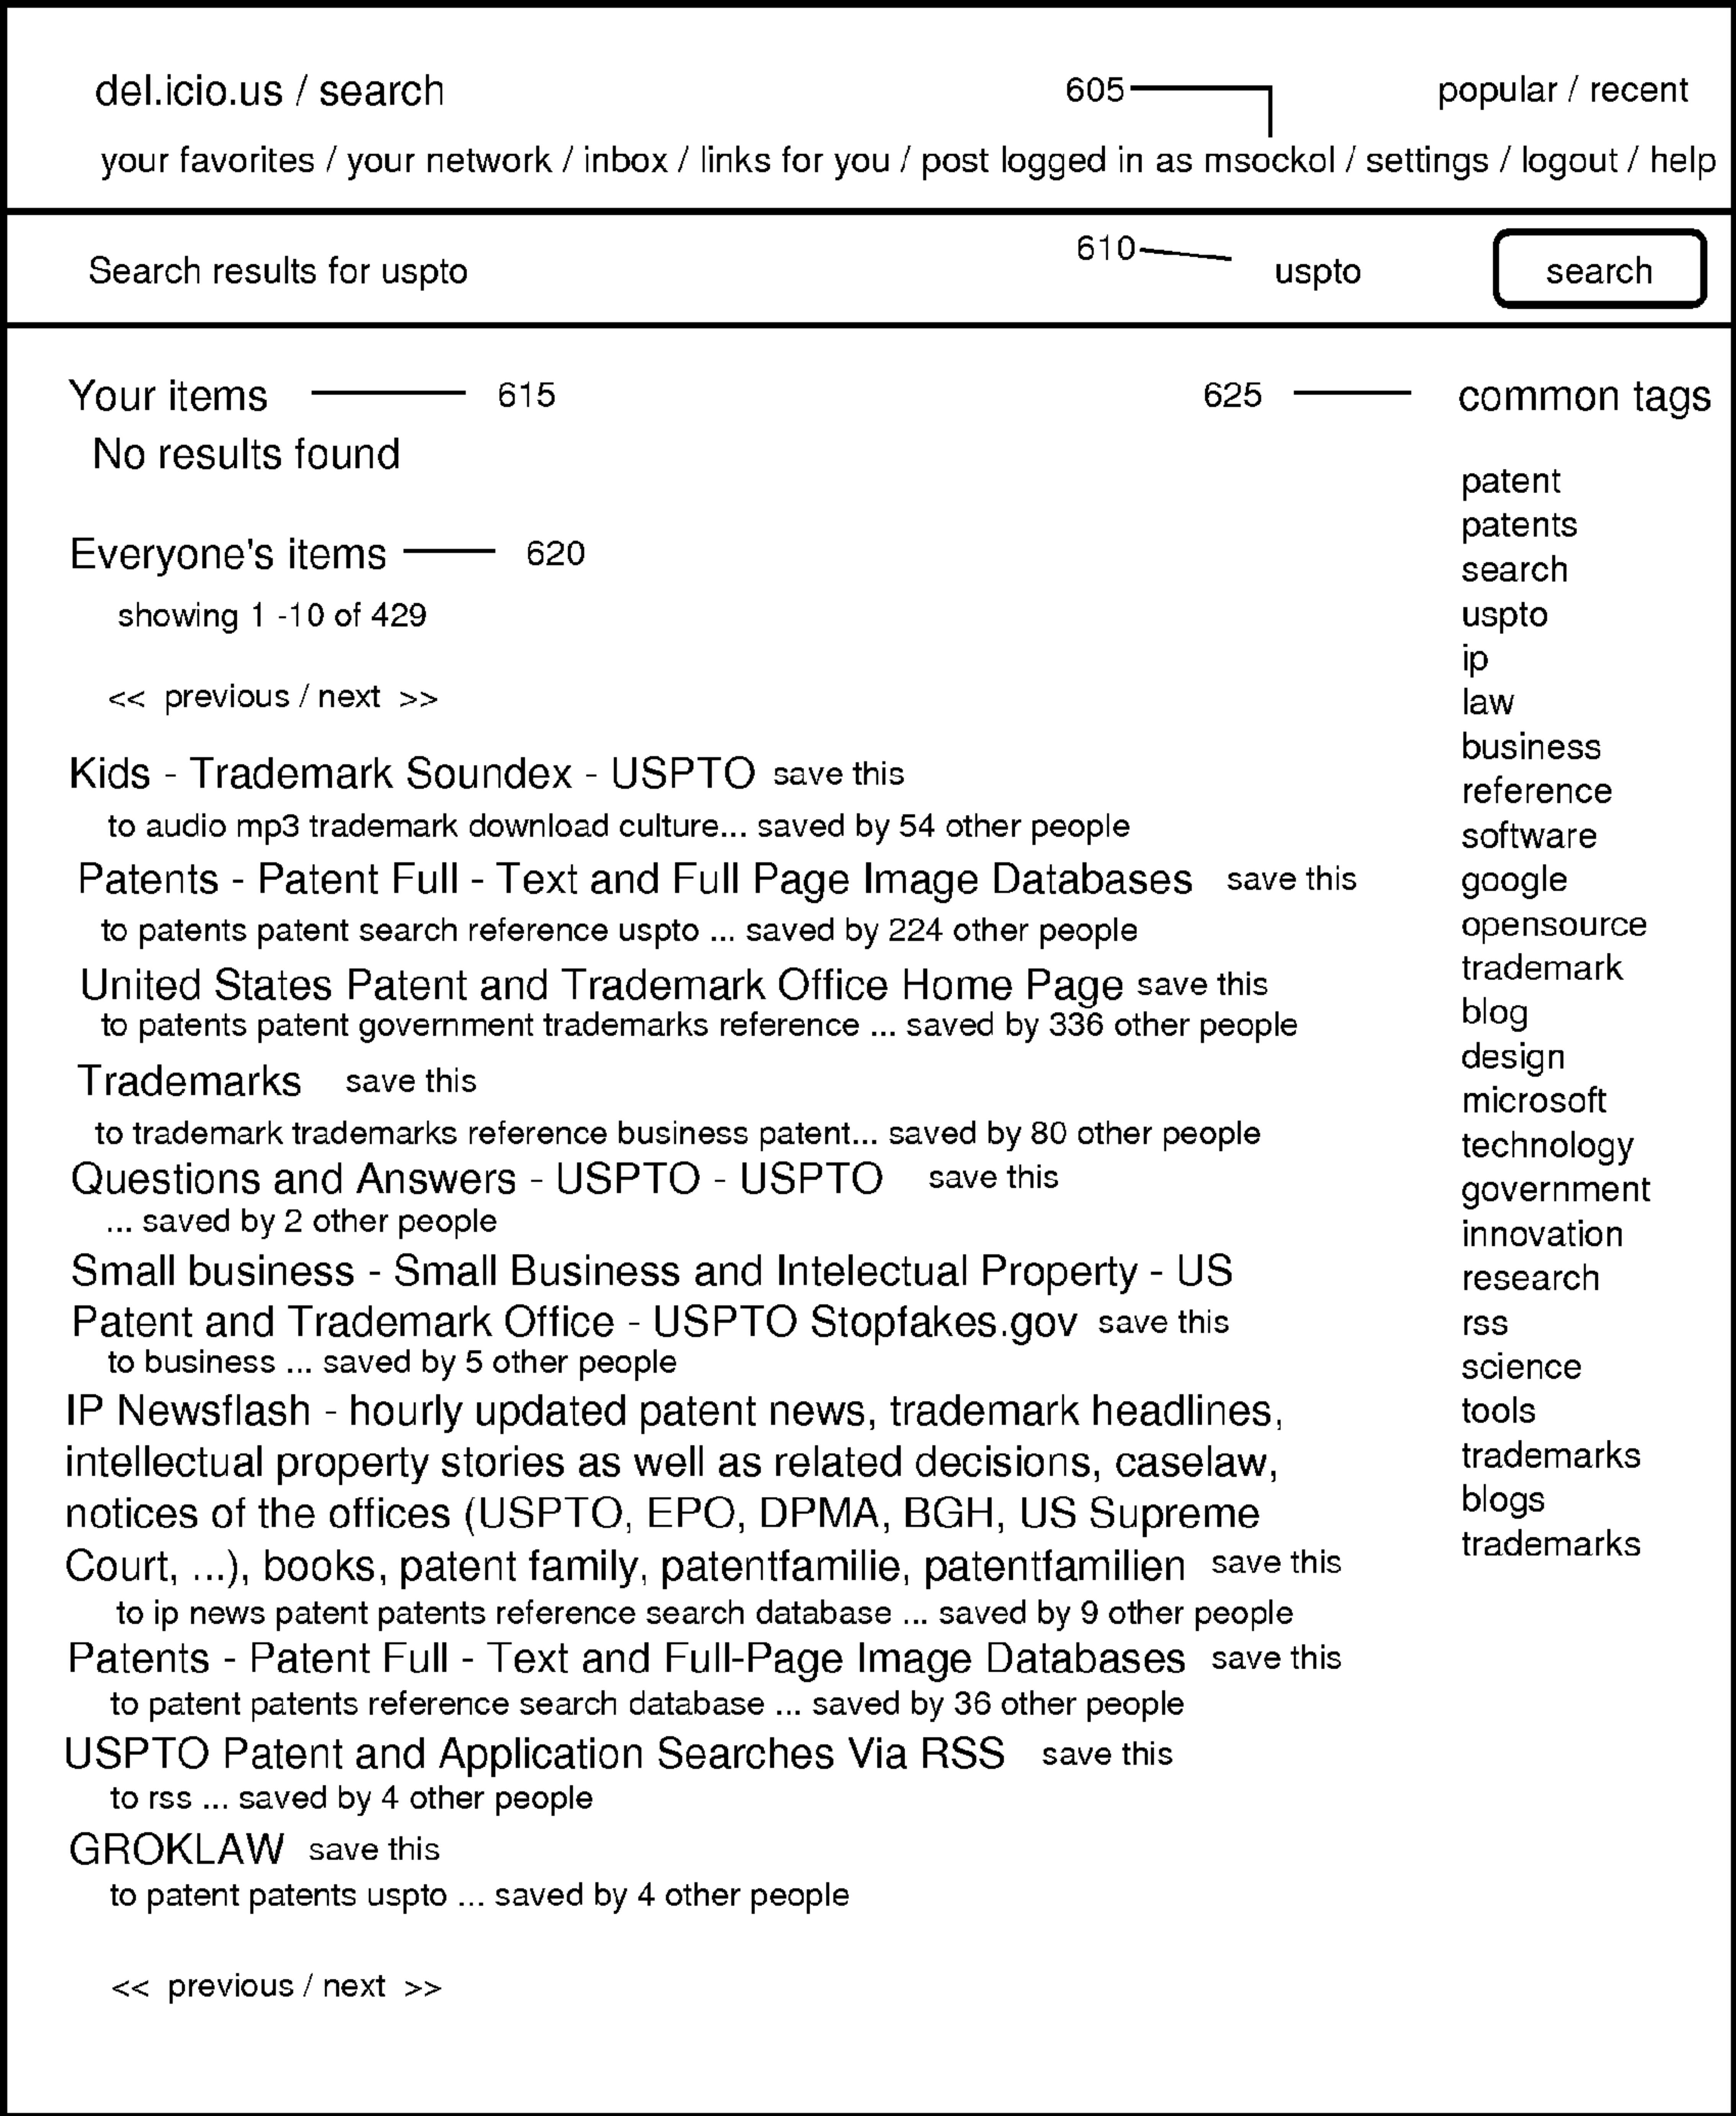 del.icio.us / search
605
popular / recent
your favorites / your network / inbox / links for you / post logged in as msockol / settings / logout / help
Search results for uspto
610
uspto
search
Your items
615
No results found
Everyone's items
620
showing 1 -10 of 429
<< previous / next >>
Kids - Trademark Soundex - USPTO save this
to audio mp3 trademark download culture... saved by 54 other people
Patents - Patent Full - Text and Full Page Image Databases save this
to patents patent search reference uspto ... saved by 224 other people
United States Patent and Trademark Office Home Page save this
to patents patent government trademarks reference ... saved by 336 other people
Trademarks save this
to trademark trademarks reference business patent... saved by 80 other people
Questions and Answers - USPTO - USPTO save this
... saved by 2 other people
Small business - Small Business and Intelectual Property - US
Patent and Trademark Office - USPTO Stopfakes.gov save this
to business ... saved by 5 other people
IP Newsflash - hourly updated patent news, trademark headlines,
intellectual property stories as well as related decisions, caselaw,
notices of the offices (USPTO, EPO, DPMA, BGH, US Supreme
Court, ...), books, patent family, patentfamilie, patentfamilien save this
to ip news patent patents reference search database ... saved by 9 other people
Patents - Patent Full - Text and Full-Page Image Databases save this
to patent patents reference search database ... saved by 36 other people
USPTO Patent and Application Searches Via RSS save this
to rss ... saved by 4 other people
GROKLAW save this
to patent patents uspto ... saved by 4 other people
<< previous / next >>
625
common tags
patent
patents
search
uspto
ip
law
business
reference
software
google
opensource
trademark
blog
design
microsoft
technology
government
innovation
research
rss
science
tools
trademarks
blogs
trademarks